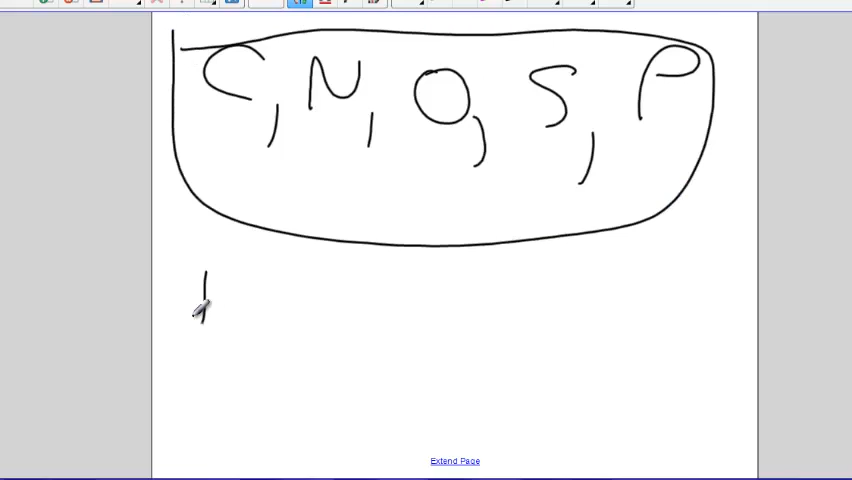 C, N, O, S, P
Extend Page